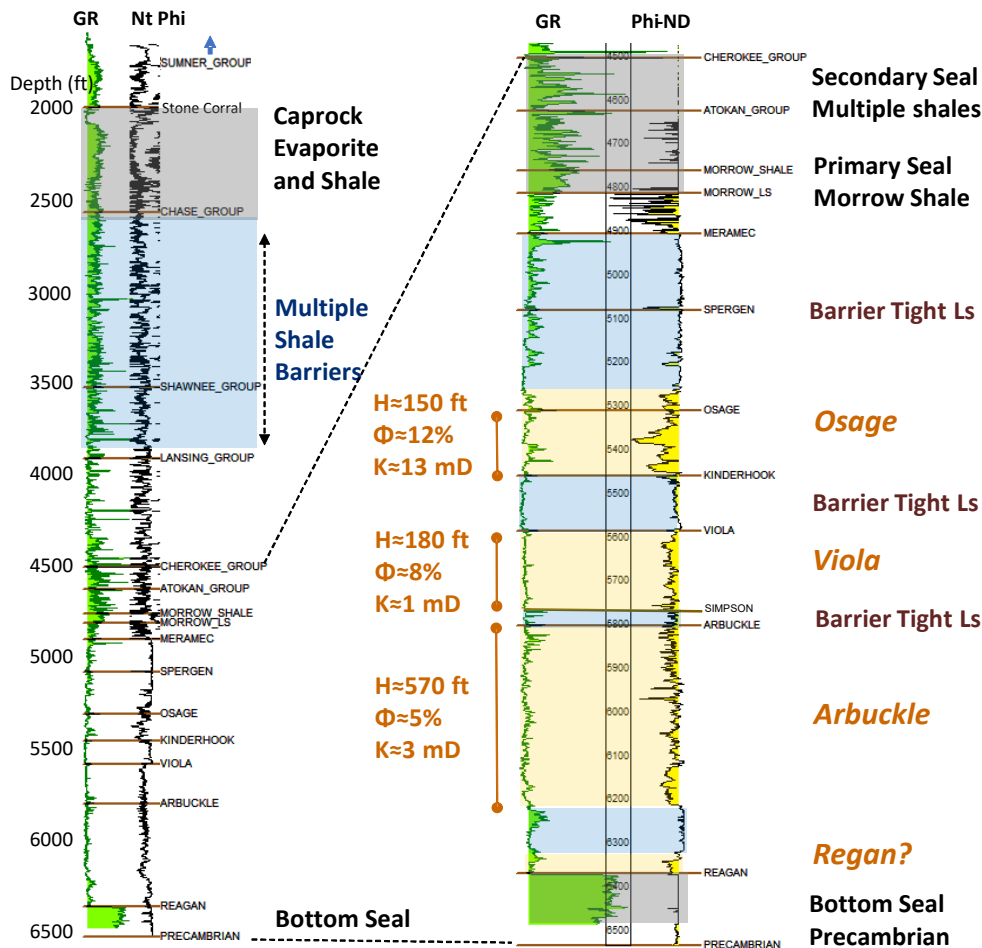 GR
Nt Phi
SUMNER_GROUP
Depth (ft)
2000
Stone Corral
Caprock
Evaporite
and Shale
2500
CHASE_GROUP
3000
Multiple
Shale
Barriers
3500
SHAWNEE_GROUP
LANSING_GROUP
4000
4500
CHEROKEE_GROUP
ATOKAN_GROUP
MORROW_SHALE
MORROW_LS
MERAMEC
5000
SPERGEN
OSAGE
KINDERHOOK
5500
VIOLA
ARBUCKLE
6000
REAGAN
6500
PRECAMBRIAN
Bottom Seal
H≈150 ft
Φ≈12%
K≈13 mD
H≈180 ft
Φ≈8%
K≈1 mD
H≈570 ft
Φ≈5%
K≈3 mD
GR
Phi-ND
4500
CHEROKEE_GROUP
4600
ATOKAN_GROUP
4700
MORROW_SHALE
4800
MORROW_LS
4900
MERAMEC
5000
SPERGEN
5100
5200
5300
OSAGE
5400
KINDERHOOK
5500
VIOLA
5600
5700
SIMPSON
5800
ARBUCKLE
5900
6000
6100
6200
6300
REAGAN
6400
6500
PRECAMBRIAN
Secondary Seal
Multiple shales
Primary Seal
Morrow Shale
Barrier Tight Ls
Osage
Barrier Tight Ls
Viola
Barrier Tight Ls
Arbuckle
Regan?
Bottom Seal
Precambrian